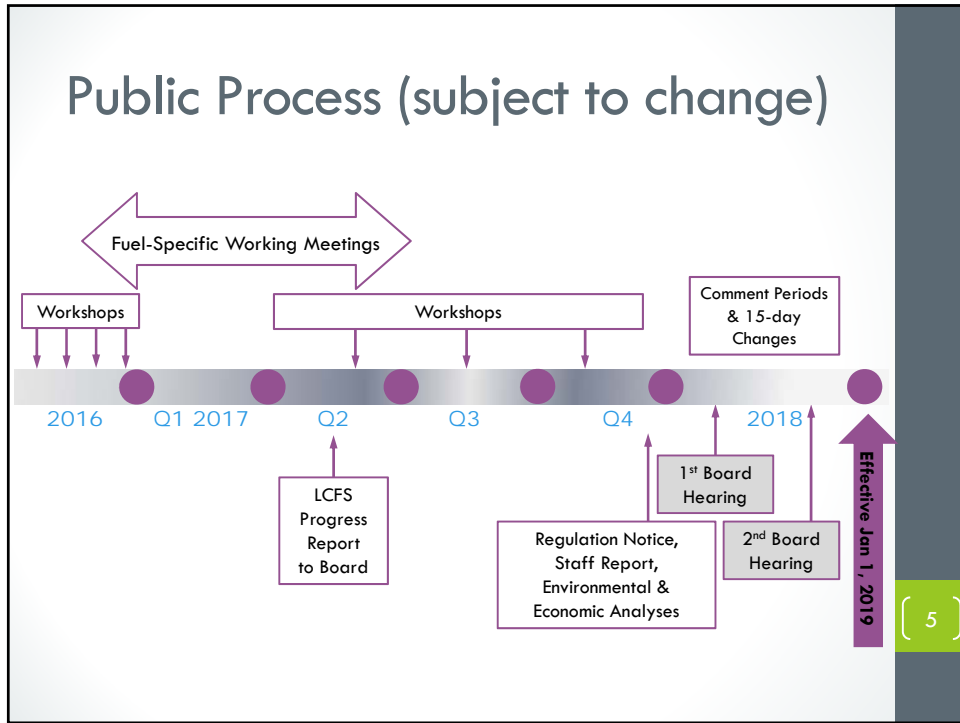 Public Process (subject to change)
Fuel-Specific Working Meetings
Workshops
Workshops
Comment Periods
& 15-day
Changes
2016
Q1 2017
Q2
Q3
Q4
2018
LCFS
Progress
Report
to Board
Regulation Notice,
Staff Report,
Environmental &
Economic Analyses
1st Board
Hearing
2nd Board
Hearing
Effective Jan 1, 2019
5